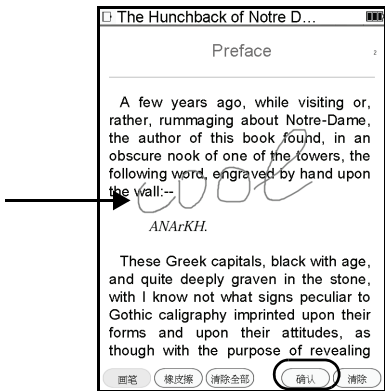 The Hunchback of Notre D...
Preface
2
A few years ago, while visiting or,
rather, rummaging about Notre-Dame,
the author of this book found, in an
obscure nook of one of the towers, the
following word, engraved by hand upon
the wall:--
cool
ANArKH.
These Greek capitals, black with age,
and quite deeply graven in the stone,
with I know not what signs peculiar to
Gothic caligraphy imprinted upon their
forms and upon their attitudes, as
though with the purpose of revealing
画笔 橡皮擦 清除全部 确认 清除